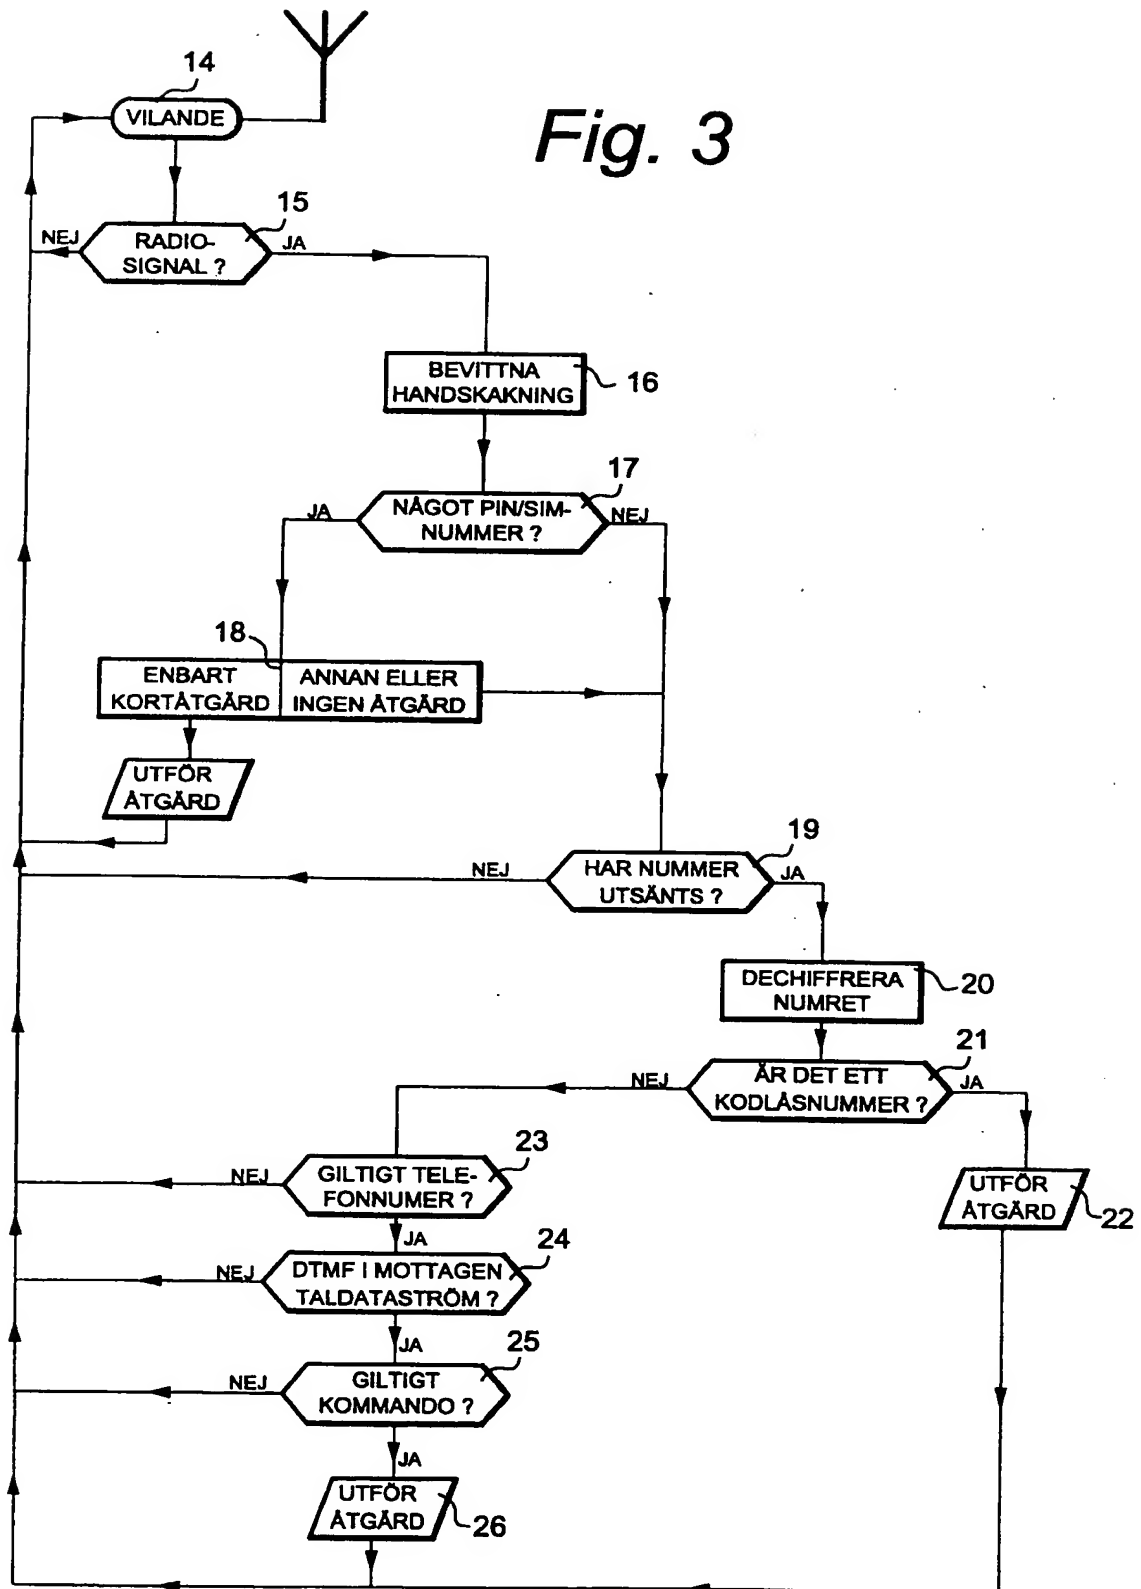 Fig. 3
14
VILANDE
15
NEJ
RADIO-
SIGNAL ?
JA
BEVITTNA
HANDSKAKNING
16
17
JA
NÅGOT PIN/SIM-
NUMMER ?
NEJ
18
ENBART
KORTÅTGÄRD
ANNAN ELLER
INGEN ÅTGÄRD
UTFÖR
ÅTGÄRD
19
NEJ
HAR NUMMER
UTSÄNTS ?
JA
DECHIFFRERA
NUMRET
20
21
NEJ
ÄR DET ETT
KODLÅSNUMMER ?
JA
23
NEJ
GILTIGT TELE-
FONNUMER ?
UTFÖR
ÅTGÄRD
22
JA
24
NEJ
DTMF I MOTTAGEN
TALDATASTRÖM ?
JA
25
NEJ
GILTIGT
KOMMANDO ?
JA
UTFÖR
ÅTGÄRD
26